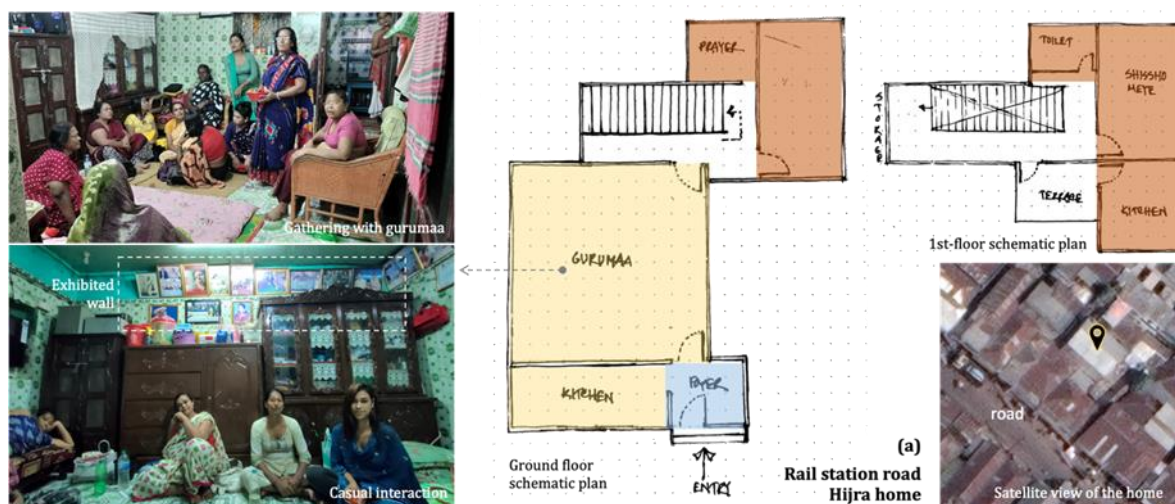 Gathering with gurumaa
Exhibited
wall
Casual interaction
PRAYER
GURUMAA
KITCHEN
FOYER
ENTRY
Ground floor
schematic plan
TOILET
SHISSHO
MEYE
STORAGE
TERRACE
KITCHEN
1st-floor schematic plan
road
Satellite view of the home
(a)
Rail station road
Hijra home